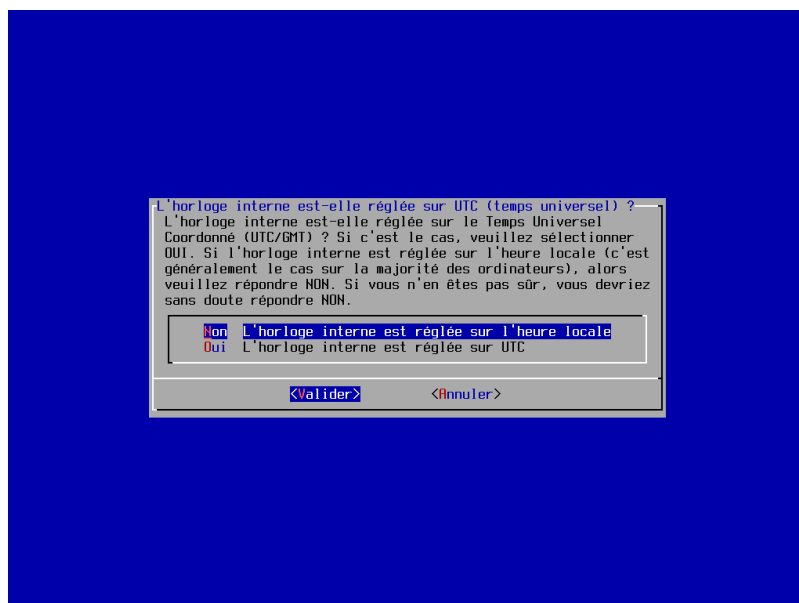 L'horloge interne est-elle réglée sur UTC (temps universel) ?
L'horloge interne est-elle réglée sur le Temps Universel
Coordonné (UTC/GMT) ? Si c'est le cas, veuillez sélectionner
OUI. Si l'horloge interne est réglée sur l'heure locale (c'est
généralement le cas sur la majorité des ordinateurs), alors
veuillez répondre NON. Si vous n'en êtes pas sûr, vous devriez
sans doute répondre NON.
Non L'horloge interne est réglée sur l'heure locale
Oui L'horloge interne est réglée sur UTC
<Valider> <Annuler>